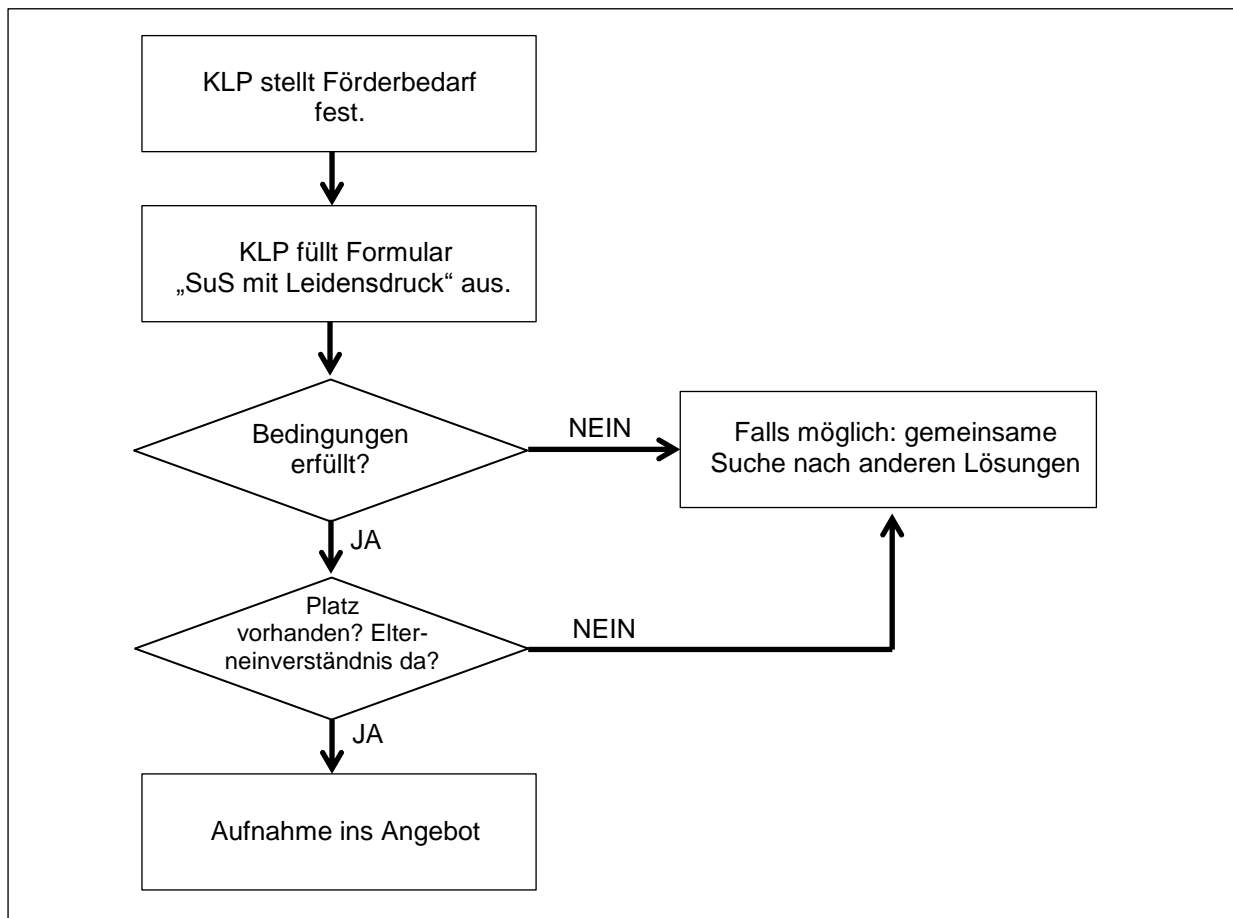 KLP stellt Förderbedarf
fest.
KLP füllt Formular
„SuS mit Leidensdruck“ aus.
Bedingungen
erfüllt?
NEIN
Falls möglich: gemeinsame
Suche nach anderen Lösungen
JA
Platz
vorhanden? Elter-
neinverständnis da?
NEIN
JA
Aufnahme ins Angebot